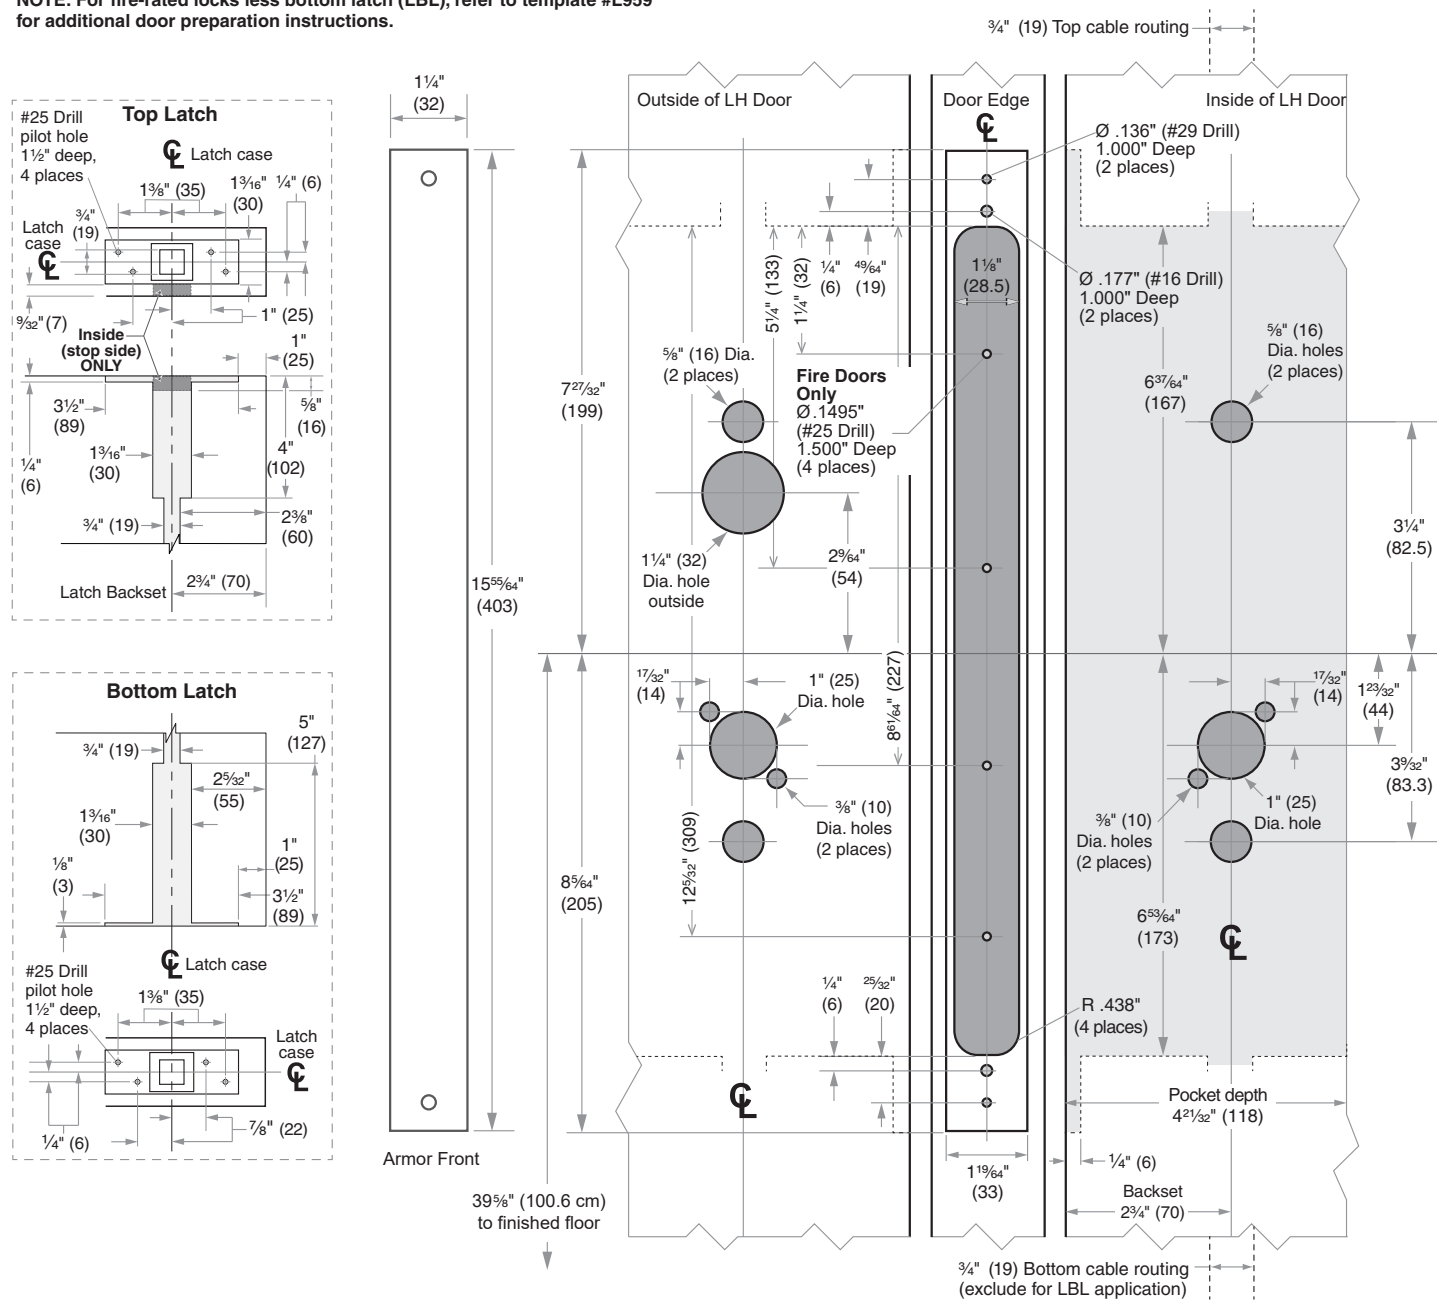 NOTE: For fire-rated locks less bottom latch (LBL), refer to template #L959
for additional door preparation instructions.
Top Latch
#25 Drill
pilot hole
1½" deep,
4 places
℄ Latch case
1⅜" (35)
1³⁄₁₆"
(30)
¼" (6)
¾"
(19)
Latch
case
℄
⁹⁄₃₂" (7)
1" (25)
Inside
(stop side)
ONLY
1"
(25)
3½"
(89)
⅝"
(16)
1³⁄₁₆"
(30)
4"
(102)
¼"
(6)
¾" (19)
2⅜"
(60)
Latch Backset
2¾" (70)
Bottom Latch
5"
(127)
¾" (19)
2⁵⁄₃₂"
(55)
1³⁄₁₆"
(30)
1"
(25)
⅛"
(3)
3½"
(89)
℄ Latch case
#25 Drill
pilot hole
1½" deep,
4 places
1⅜" (35)
Latch
case
℄
¼" (6)
⅞" (22)
1¼"
(32)
15⁵⁵⁄₆₄"
(403)
Armor Front
39⅝" (100.6 cm)
to finished floor
7²⁷⁄₃₂"
(199)
8⁵⁄₆₄"
(205)
Outside of LH Door
⅝" (16) Dia.
(2 places)
5¼" (133)
1¼" (32)
¼"
(6)
⁴⁹⁄₆₄"
(19)
Fire Doors
Only
Ø .1495"
(#25 Drill)
1.500" Deep
(4 places)
1¼" (32)
Dia. hole
outside
2⁹⁄₆₄"
(54)
8⁶¹⁄₆₄" (227)
¹⁷⁄₃₂"
(14)
1" (25)
Dia. hole
⅜" (10)
Dia. holes
(2 places)
12⁵⁄₃₂" (309)
¼"
(6)
²⁵⁄₃₂"
(20)
℄
Door Edge
℄
1⅛"
(28.5)
1¹⁹⁄₆₄"
(33)
¾" (19) Top cable routing
Inside of LH Door
Ø .136" (#29 Drill)
1.000" Deep
(2 places)
Ø .177" (#16 Drill)
1.000" Deep
(2 places)
⅝" (16)
Dia. holes
(2 places)
6³⁷⁄₆₄"
(167)
3¼"
(82.5)
¹⁷⁄₃₂"
(14)
1²³⁄₃₂"
(44)
3⁹⁄₃₂"
(83.3)
1" (25)
Dia. hole
⅜" (10)
Dia. holes
(2 places)
6⁵³⁄₆₄"
(173)
℄
R .438"
(4 places)
Pocket depth
4²¹⁄₃₂" (118)
¼" (6)
Backset
2¾" (70)
¾" (19) Bottom cable routing
(exclude for LBL application)